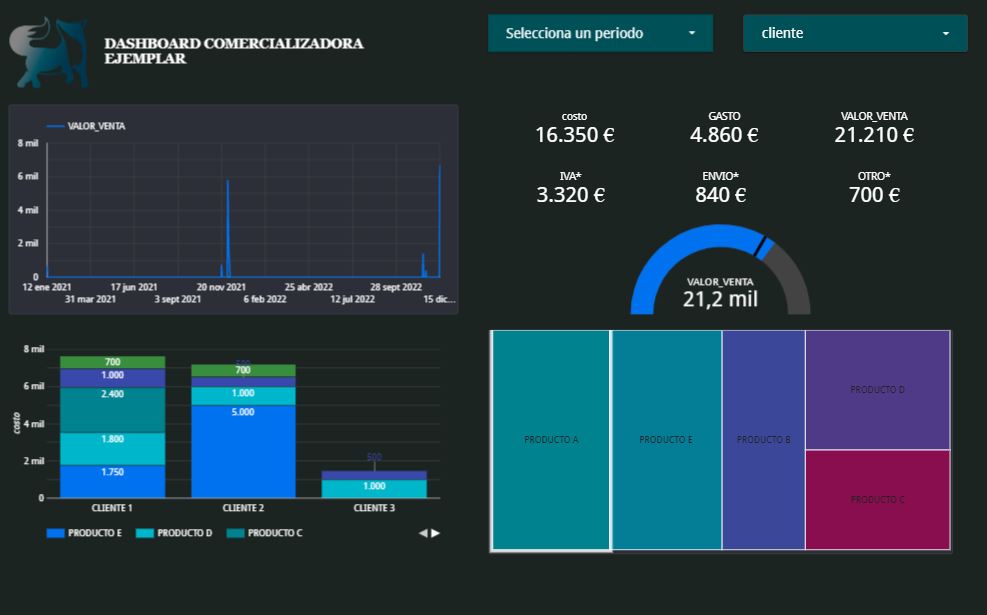 DASHBOARD COMERCIALIZADORA
EJEMPLAR
Selecciona un periodo
cliente
VALOR_VENTA
8 mil
6 mil
4 mil
2 mil
0
12 ene 2021
31 mar 2021
17 jun 2021
3 sept 2021
20 nov 2021
6 feb 2022
25 abr 2022
12 jul 2022
28 sept 2022
15 dic...
costo
16.350 €
GASTO
4.860 €
VALOR_VENTA
21.210 €
IVA*
3.320 €
ENVIO*
840 €
OTRO*
700 €
VALOR_VENTA
21,2 mil
costo
8 mil
6 mil
4 mil
2 mil
0
700
1.000
2.400
1.800
1.750
500
700
1.000
5.000
500
1.000
CLIENTE 1
CLIENTE 2
CLIENTE 3
PRODUCTO E
PRODUCTO D
PRODUCTO C
PRODUCTO A
PRODUCTO E
PRODUCTO B
PRODUCTO D
PRODUCTO C